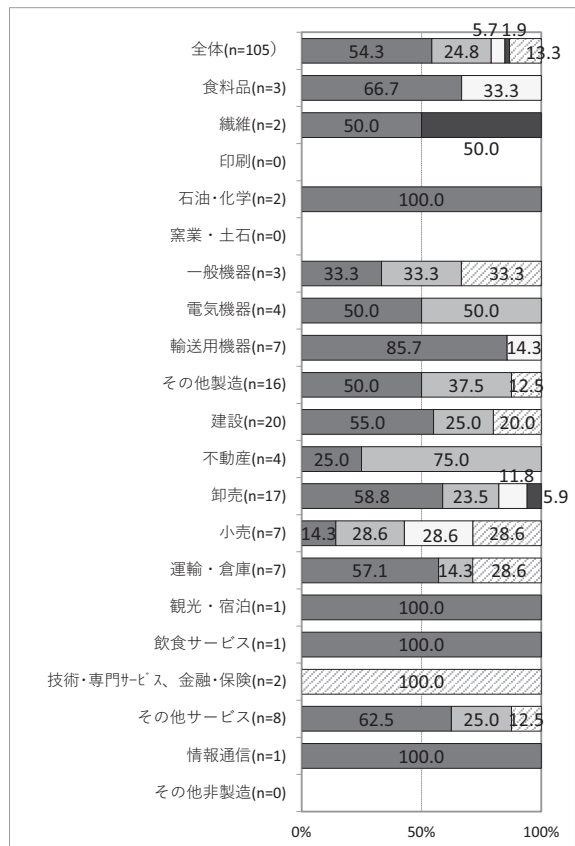 5.7 1.9
全体(n=105) 54.3 24.8 13.3
食料品(n=3) 66.7 33.3
繊維(n=2) 50.0
50.0
印刷(n=0)
石油・化学(n=2) 100.0
窯業・土石(n=0)
一般機器(n=3) 33.3 33.3 33.3
電気機器(n=4) 50.0 50.0
輸送用機器(n=7) 85.7 14.3
その他製造(n=16) 50.0 37.5 12.5
建設(n=20) 55.0 25.0 20.0
不動産(n=4) 25.0 75.0
11.8
卸売(n=17) 58.8 23.5 5.9
小売(n=7) 14.3 28.6 28.6 28.6
運輸・倉庫(n=7) 57.1 14.3 28.6
観光・宿泊(n=1) 100.0
飲食サービス(n=1) 100.0
技術・専門ｻｰﾋﾞｽ、金融・保険(n=2) 100.0
その他サービス(n=8) 62.5 25.0 12.5
情報通信(n=1) 100.0
その他非製造(n=0)
0% 50% 100%